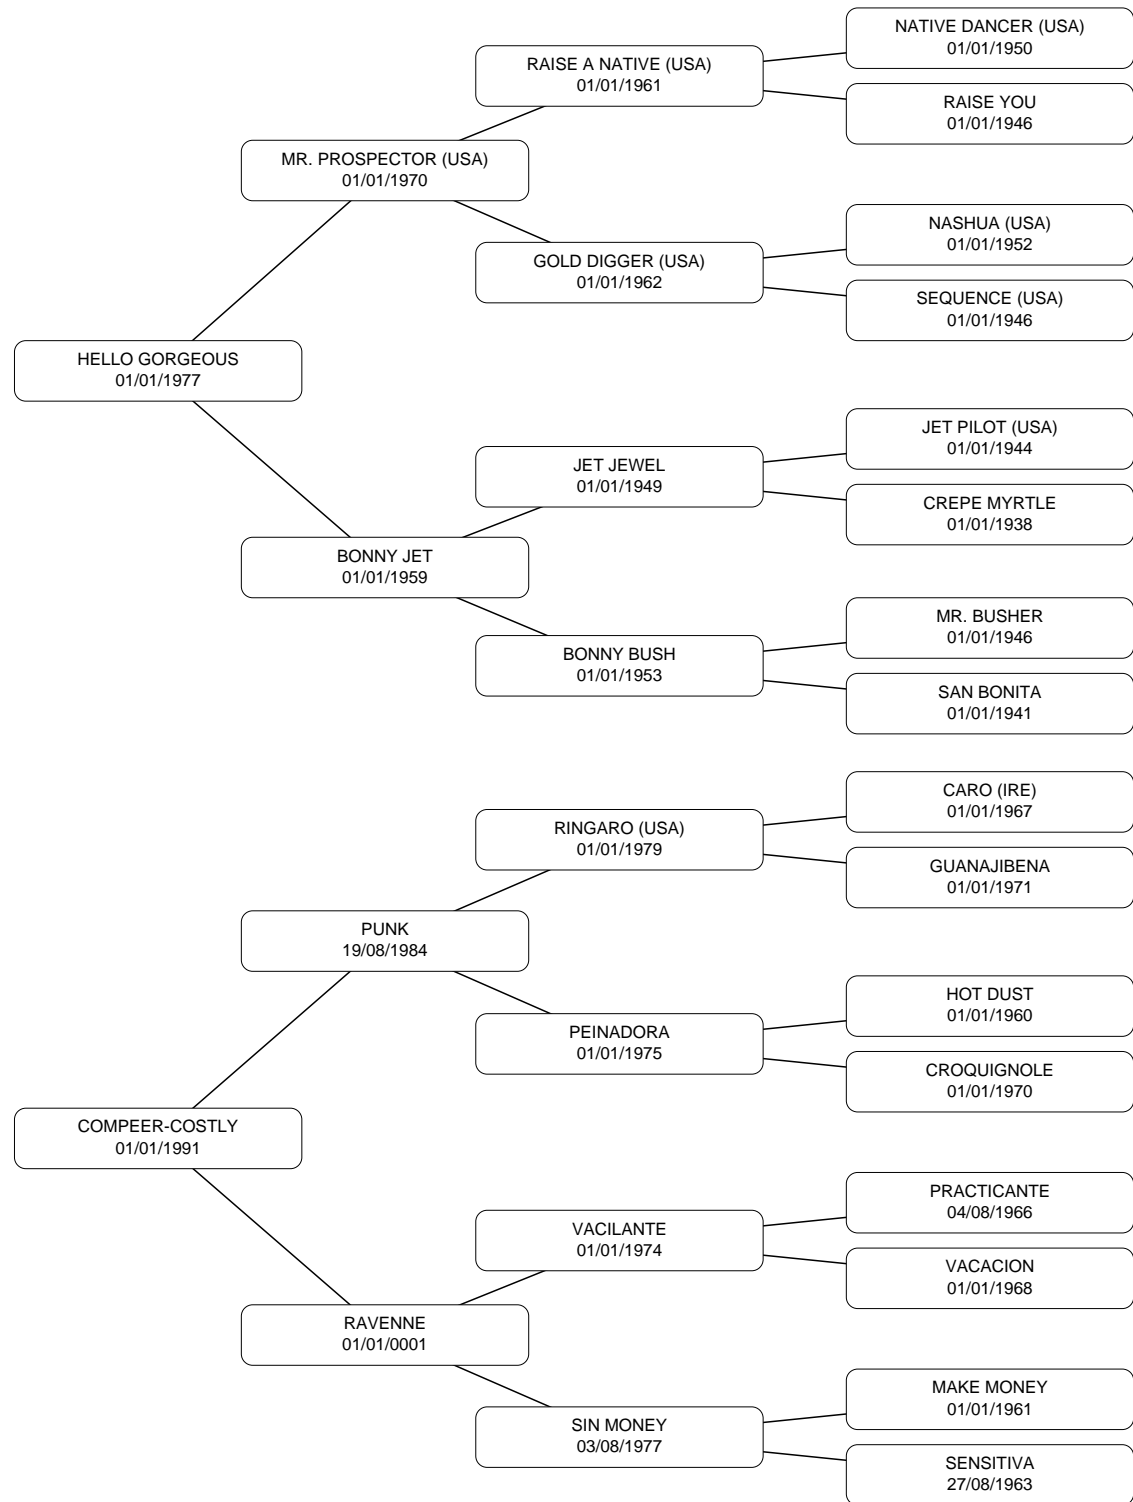 NATIVE DANCER (USA)
01/01/1950
RAISE A NATIVE (USA)
01/01/1961
RAISE YOU
01/01/1946
MR. PROSPECTOR (USA)
01/01/1970
NASHUA (USA)
01/01/1952
GOLD DIGGER (USA)
01/01/1962
SEQUENCE (USA)
01/01/1946
HELLO GORGEOUS
01/01/1977
JET PILOT (USA)
01/01/1944
JET JEWEL
01/01/1949
CREPE MYRTLE
01/01/1938
BONNY JET
01/01/1959
MR. BUSHER
01/01/1946
BONNY BUSH
01/01/1953
SAN BONITA
01/01/1941
CARO (IRE)
01/01/1967
RINGARO (USA)
01/01/1979
GUANAJIBENA
01/01/1971
PUNK
19/08/1984
HOT DUST
01/01/1960
PEINADORA
01/01/1975
CROQUIGNOLE
01/01/1970
COMPEER-COSTLY
01/01/1991
PRACTICANTE
04/08/1966
VACILANTE
01/01/1974
VACACION
01/01/1968
RAVENNE
01/01/0001
MAKE MONEY
01/01/1961
SIN MONEY
03/08/1977
SENSITIVA
27/08/1963